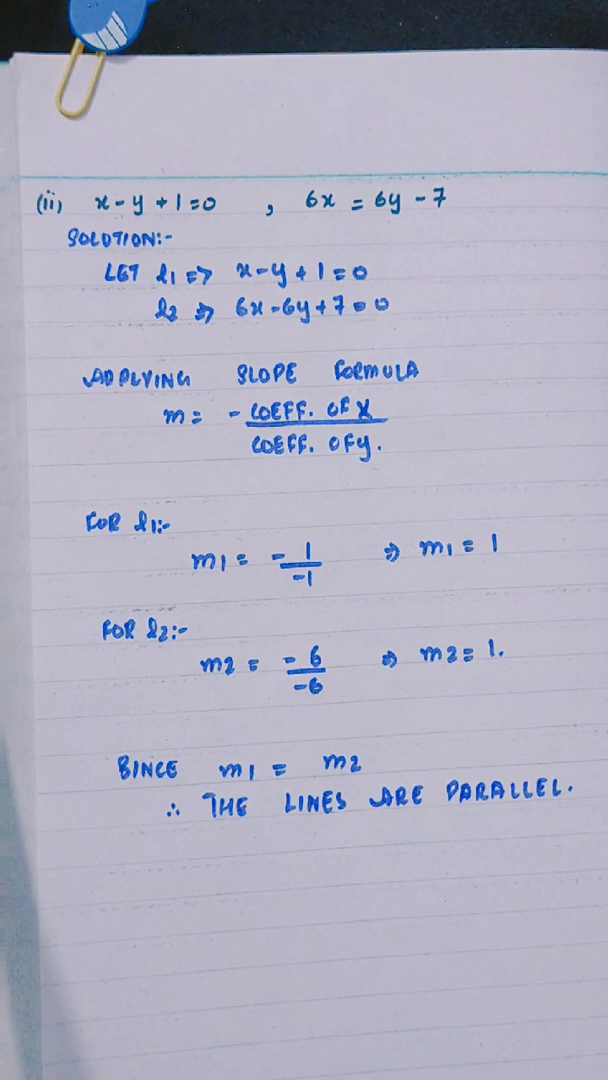 (ii) x - y + 1 = 0 , 6x = 6y - 7
SOLUTION:-
LET l1 => x - y + 1 = 0
l2 => 6x - 6y + 7 = 0
APPLYING SLOPE FORMULA
m = - COEFF. OF X
COEFF. OF y.
FOR l1:-
m1 = - 1/-1 => m1 = 1
FOR l2:-
m2 = - 6/-6 => m2 = 1.
SINCE m1 = m2
∴ THE LINES ARE PARALLEL.